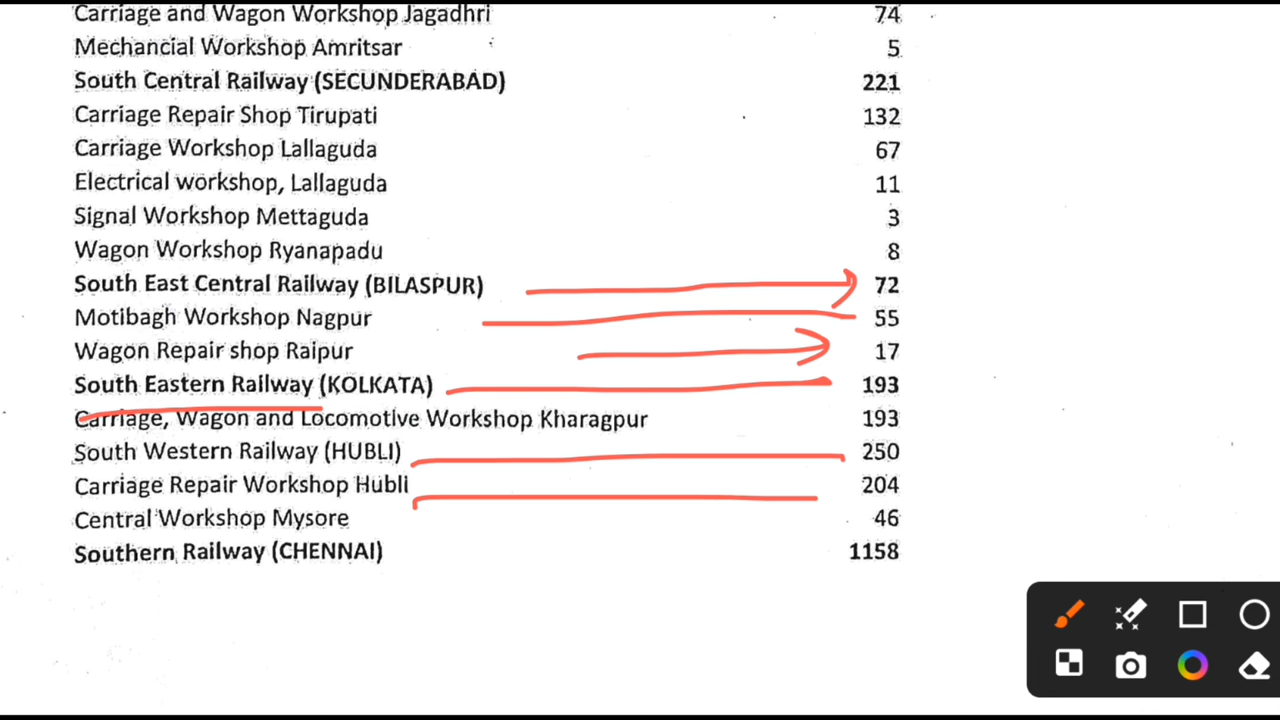 Carriage and Wagon Workshop Jagadhri 74
Mechancial Workshop Amritsar 5
South Central Railway (SECUNDERABAD) 221
Carriage Repair Shop Tirupati 132
Carriage Workshop Lallaguda 67
Electrical workshop, Lallaguda 11
Signal Workshop Mettaguda 3
Wagon Workshop Ryanapadu 8
South East Central Railway (BILASPUR) 72
Motibagh Workshop Nagpur 55
Wagon Repair shop Raipur 17
South Eastern Railway (KOLKATA) 193
Carriage, Wagon and Locomotive Workshop Kharagpur 193
South Western Railway (HUBLI) 250
Carriage Repair Workshop Hubli 204
Central Workshop Mysore 46
Southern Railway (CHENNAI) 1158